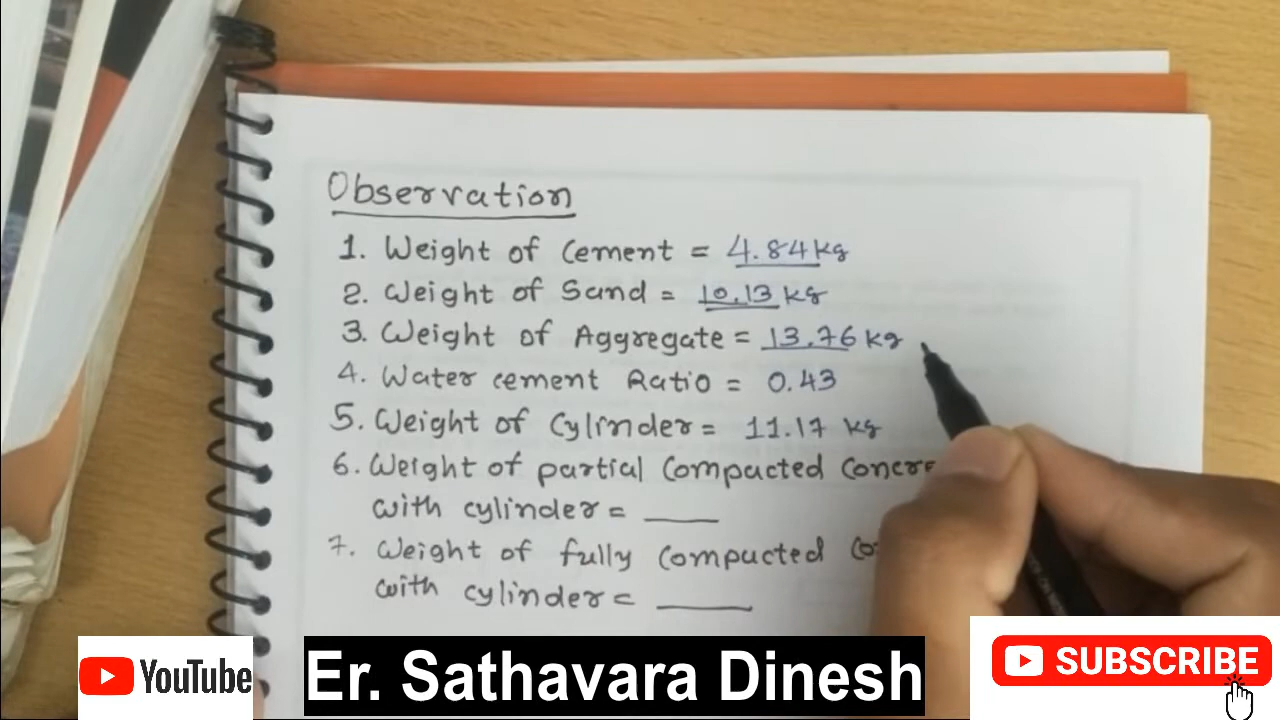 Observation
1. Weight of Cement = 4.84 kg
2. Weight of Sand = 10.13 kg
3. Weight of Aggregate = 13.76 kg
4. Water cement Ratio = 0.43
5. Weight of Cylinder = 11.17 kg
6. Weight of partial Compacted
with cylinder = ____
7. Weight of fully Compacted
with cylinder = ____
YouTube
Er. Sathavara Dinesh
SUBSCRIBE